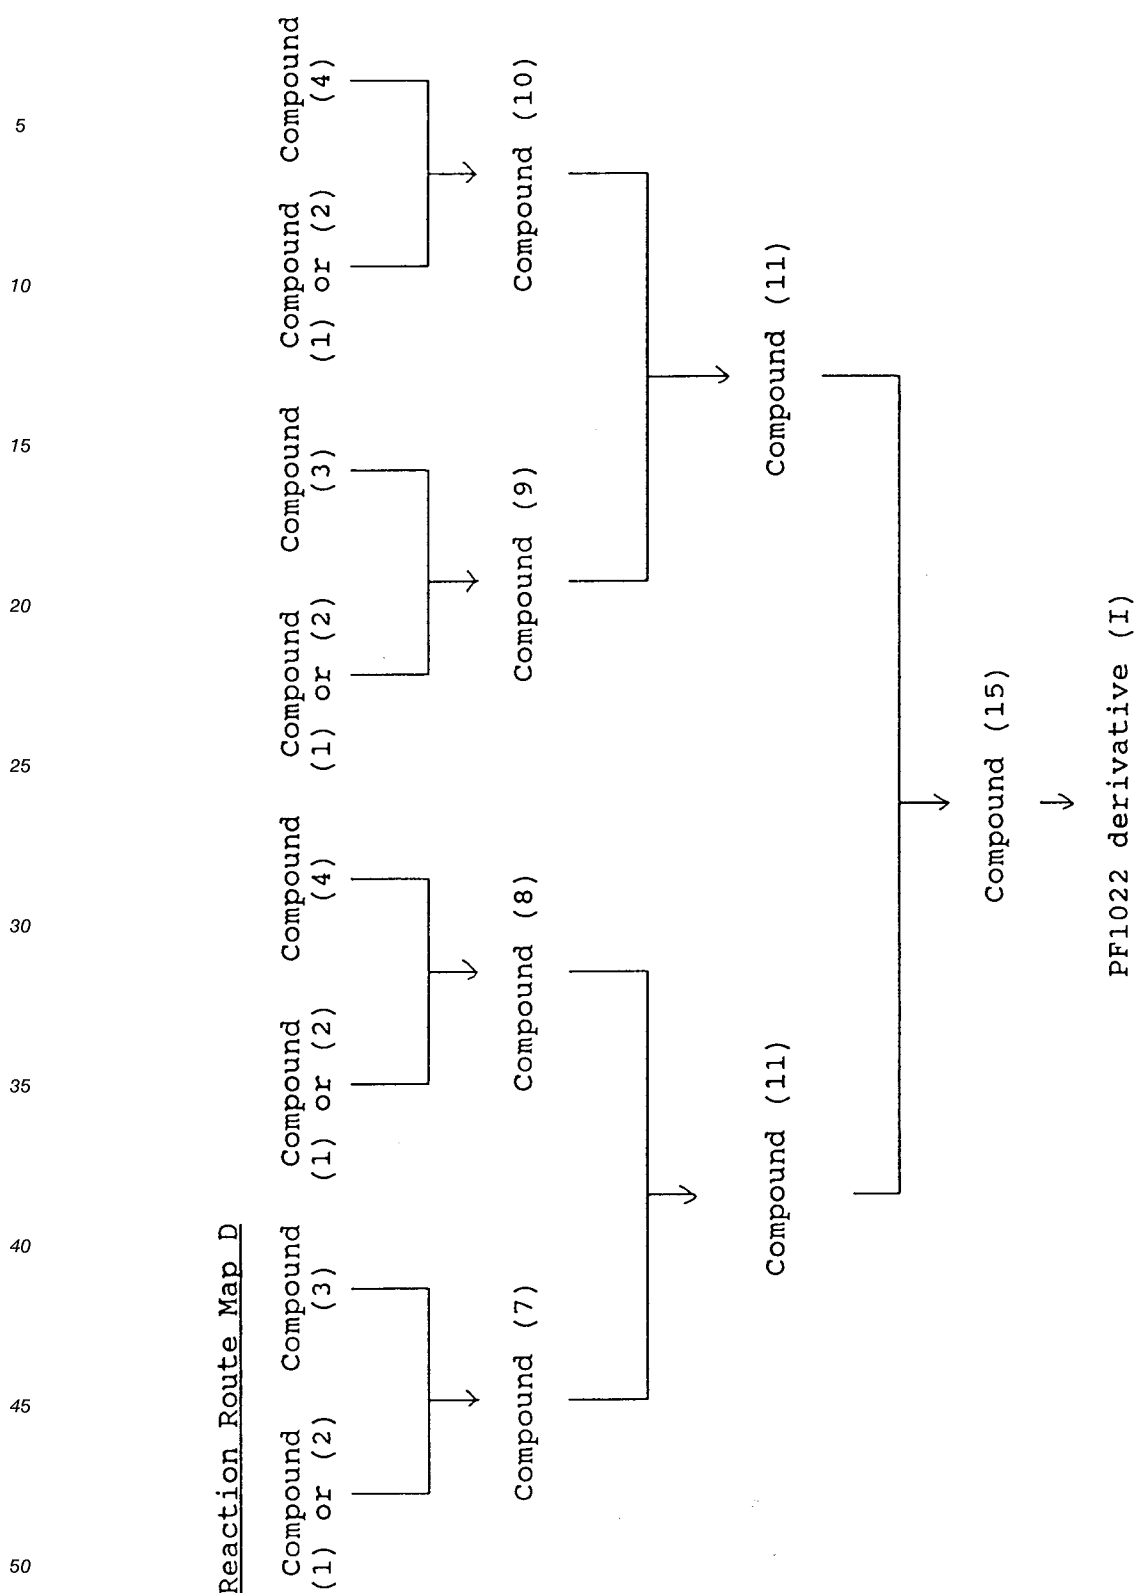 Reaction Route Map D
Compound
(1) or (2)
Compound
(3)
Compound
(1) or (2)
Compound
(4)
Compound
(1) or (2)
Compound
(3)
Compound
(1) or (2)
Compound
(4)
Compound (7)
Compound (8)
Compound (9)
Compound (10)
Compound (11)
Compound (11)
Compound (15)
PF1022 derivative (I)
5
10
15
20
25
30
35
40
45
50